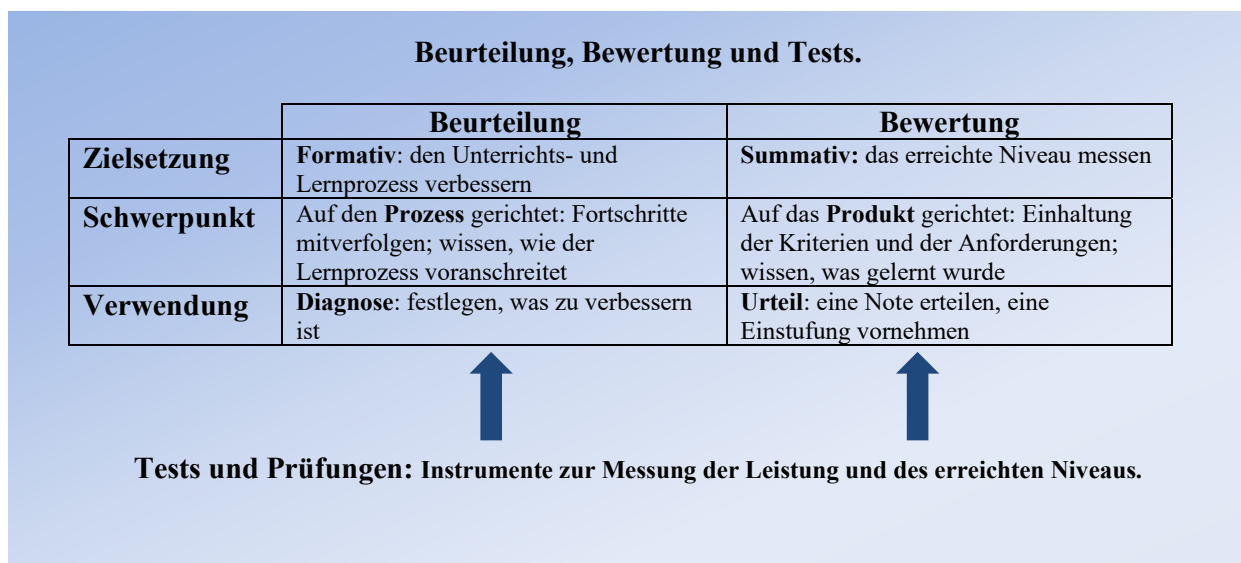 Beurteilung, Bewertung und Tests.
Beurteilung
Bewertung
Zielsetzung
Formativ: den Unterrichts- und
Lernprozess verbessern
Summativ: das erreichte Niveau messen
Schwerpunkt
Auf den Prozess gerichtet: Fortschritte
mitverfolgen; wissen, wie der
Lernprozess voranschreitet
Auf das Produkt gerichtet: Einhaltung
der Kriterien und der Anforderungen;
wissen, was gelernt wurde
Verwendung
Diagnose: festlegen, was zu verbessern
ist
Urteil: eine Note erteilen, eine
Einstufung vornehmen
Tests und Prüfungen: Instrumente zur Messung der Leistung und des erreichten Niveaus.